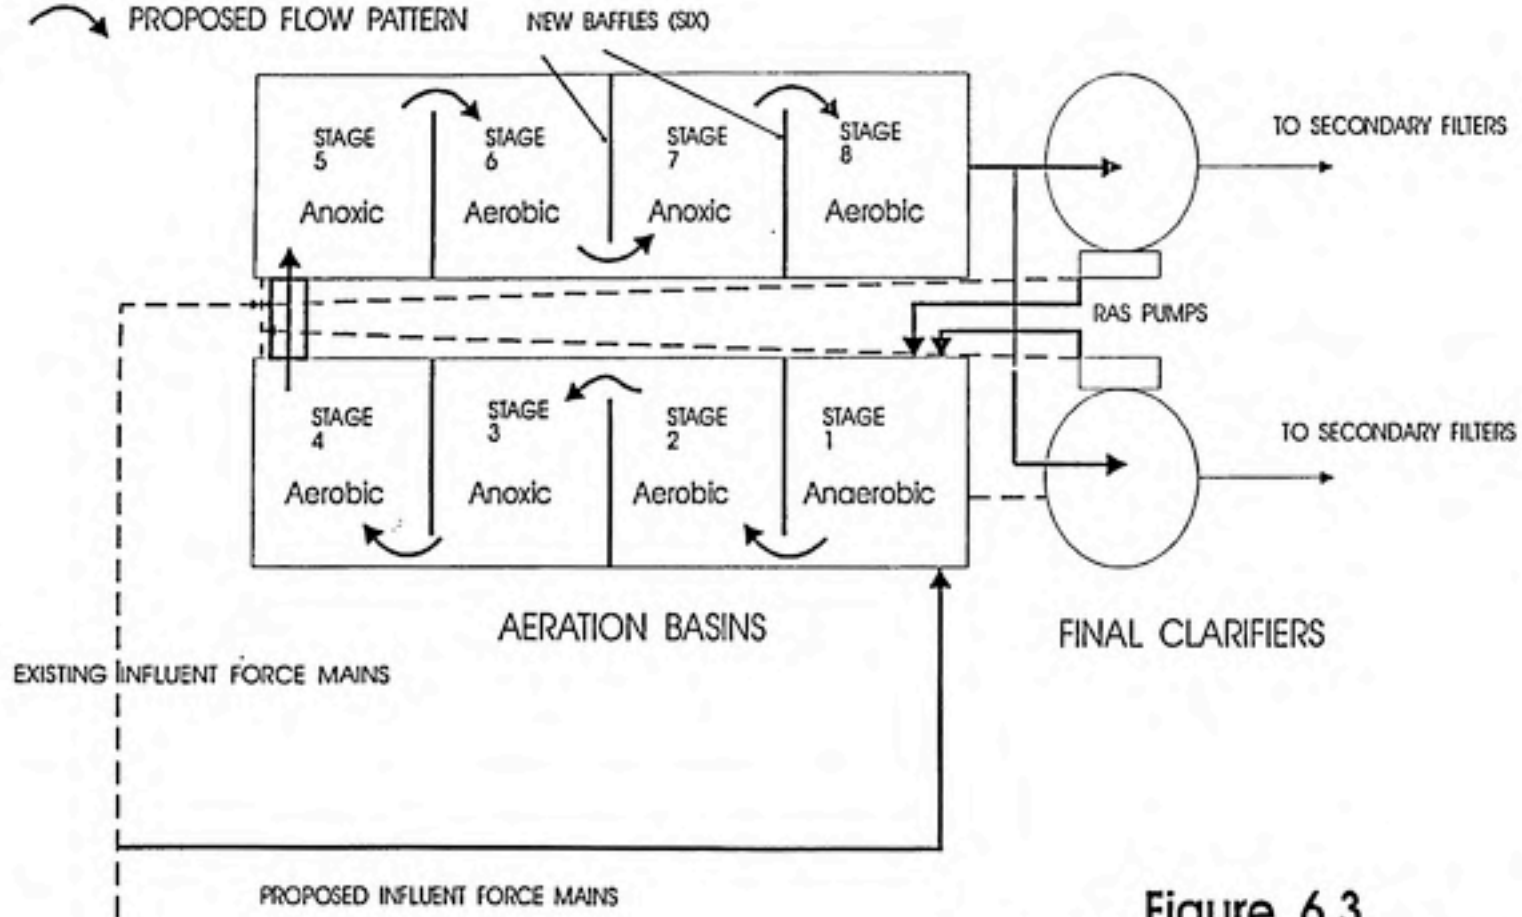 PROPOSED FLOW PATTERN
NEW BAFFLES (SIX)
STAGE
5
Anoxic
STAGE
6
Aerobic
STAGE
7
Anoxic
STAGE
8
Aerobic
TO SECONDARY FILTERS
RAS PUMPS
STAGE
4
Aerobic
STAGE
3
Anoxic
STAGE
2
Aerobic
STAGE
1
Anaerobic
TO SECONDARY FILTERS
AERATION BASINS
FINAL CLARIFIERS
EXISTING INFLUENT FORCE MAINS
PROPOSED INFLUENT FORCE MAINS
Figure 6.3